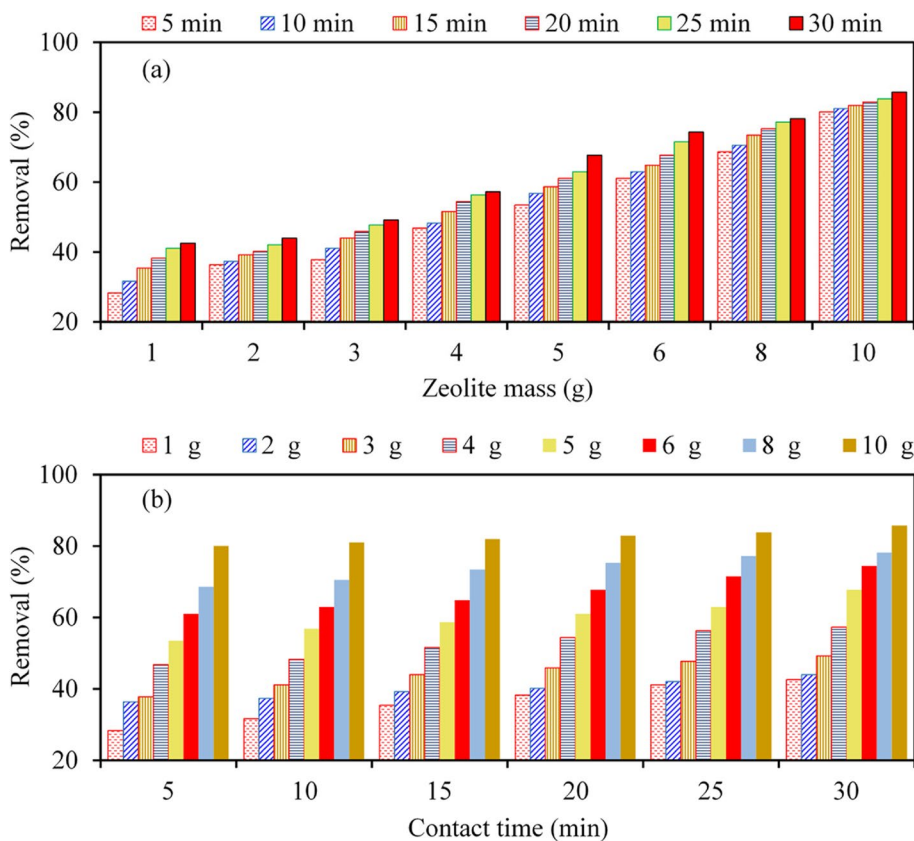 5 min 10 min 15 min 20 min 25 min 30 min
100
(a)
80
60
40
20
Removal (%)
1 2 3 4 5 6 8 10
Zeolite mass (g)
1 g 2 g 3 g 4 g 5 g 6 g 8 g 10 g
100
(b)
80
60
40
20
Removal (%)
5 10 15 20 25 30
Contact time (min)